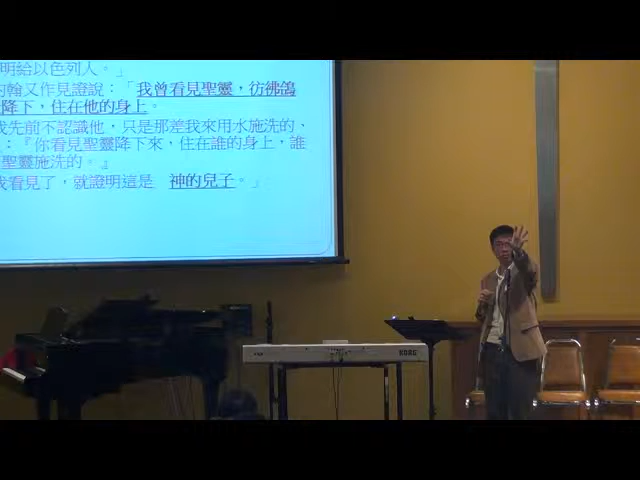 明給以色列人。」
約翰又作見證說：「我曾看見聖靈，彷彿鴿
降下，住在他的身上。
我先前不認識他，只是那差我來用水施洗的、
：『你看見聖靈降下來，住在誰的身上，誰
聖靈施洗的。』
我看見了，就證明這是 神的兒子。」
KORG